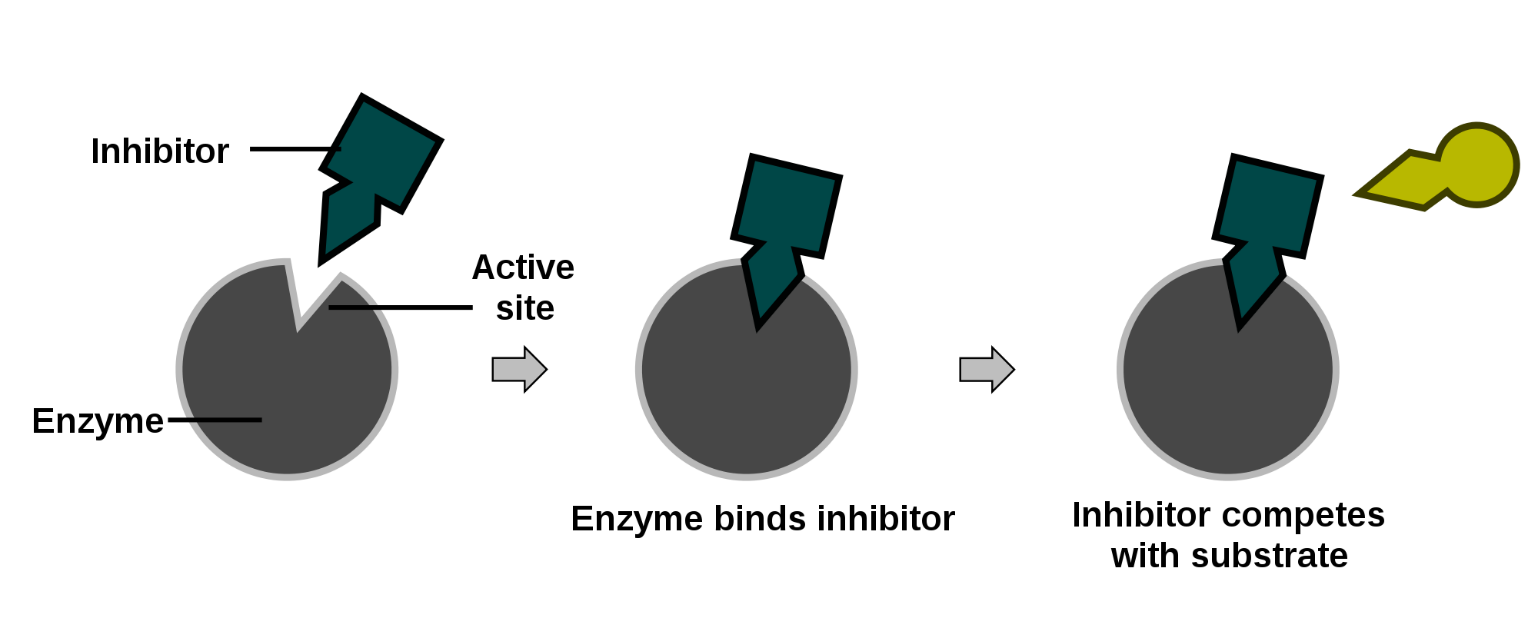 Inhibitor
Active
site
Enzyme
Enzyme binds inhibitor
Inhibitor competes
with substrate